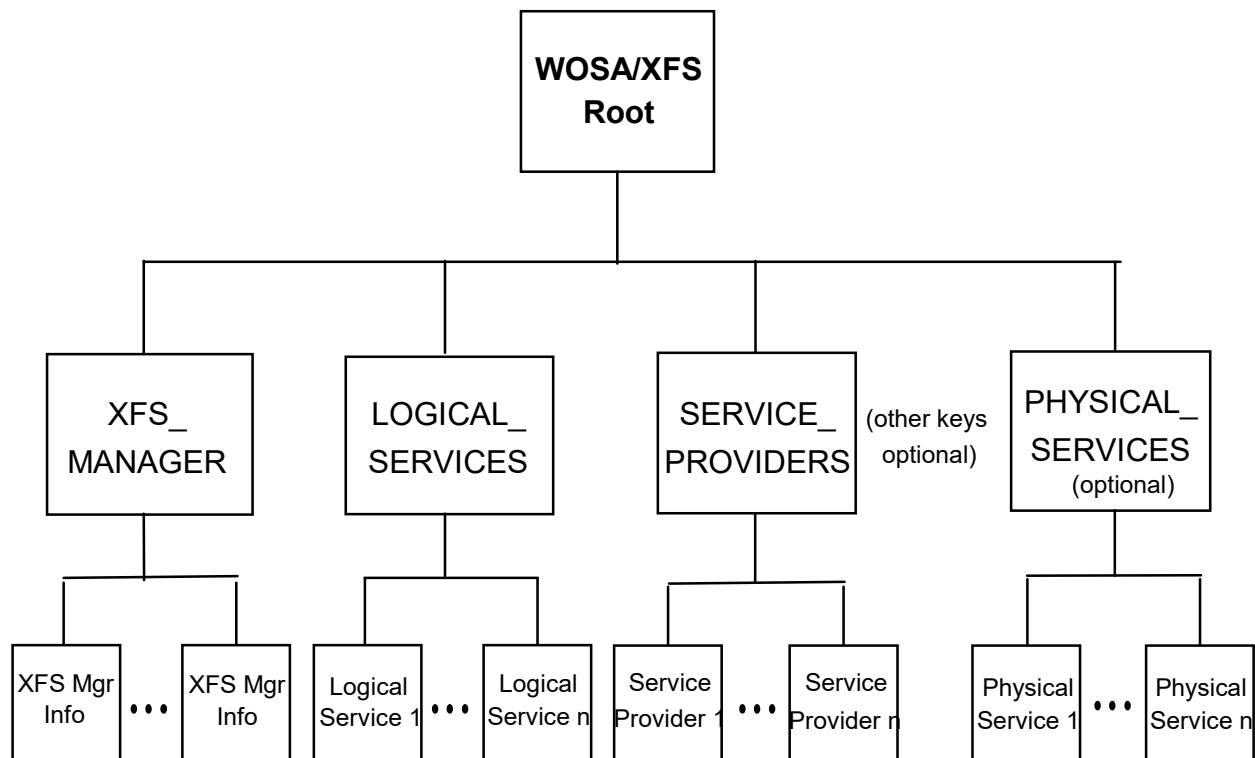 WOSA/XFS
Root
XFS_
MANAGER
LOGICAL_
SERVICES
SERVICE_
PROVIDERS
(other keys
optional)
PHYSICAL_
SERVICES
(optional)
XFS Mgr
Info
XFS Mgr
Info
Logical
Service 1
Logical
Service n
Service
Provider 1
Service
Provider n
Physical
Service 1
Physical
Service n